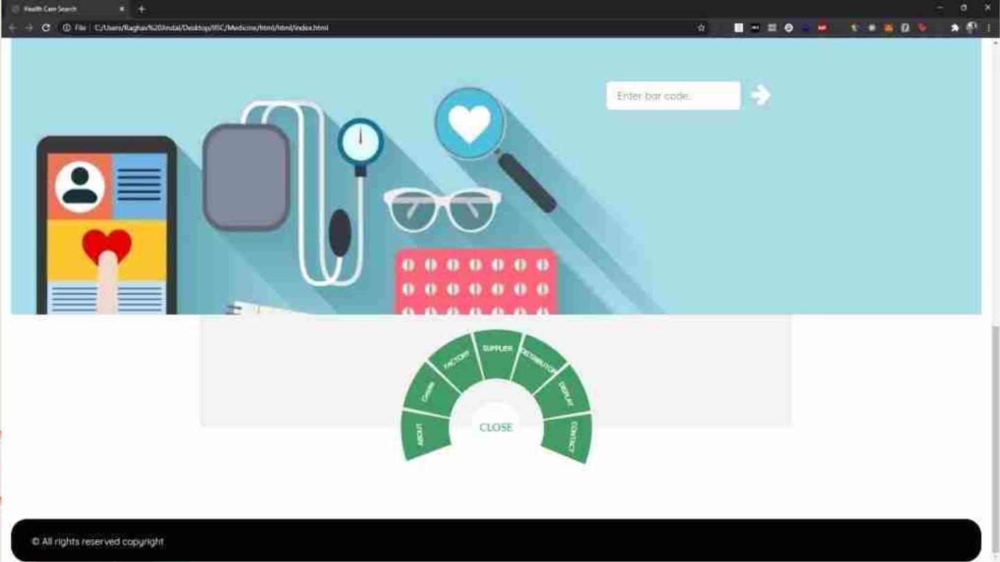 Health Care Search
File
C:/Users/Raghav%20Jindal/Desktop/IISC/Medicine/html/html/index.html
Enter bar code..
SUPPLIER
FACTORY
DISTRIBUTOR
Create
DISPLAY
ABOUT
CLOSE
CONTACT
© All rights reserved copyright